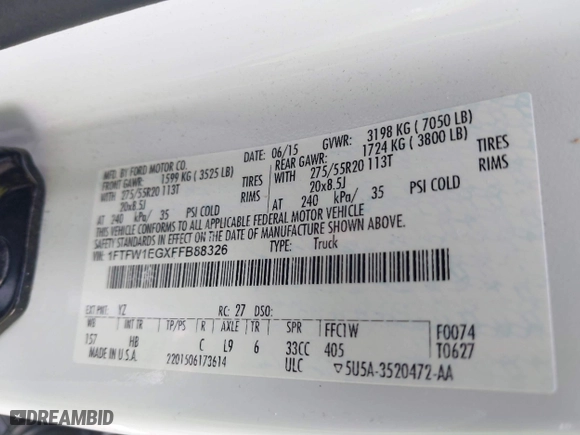 MFD. BY FORD MOTOR CO.
DATE: 06/15 GVWR: 3198 KG ( 7050 LB)
FRONT GAWR: 1599 KG ( 3525 LB) REAR GAWR: 1724 KG ( 3800 LB)
WITH 275/55R20 113T TIRES WITH 275/55R20 113T TIRES
20x8.5J RIMS 20x8.5J RIMS
AT 240 kPa/ 35 PSI COLD AT 240 kPa/ 35 PSI COLD
THIS VEHICLE CONFORMS TO ALL APPLICABLE FEDERAL MOTOR VEHICLE
SAFETY AND THEFT PREVENTION STANDARDS IN EFFECT ON THE DATE OF MANUFACTURE SHOWN ABOVE.
VIN: 1FTFW1EGXFFB88326
TYPE: Truck
EXT PNT: YZ RC: 27 DSO:
WB INT TR TP/PS R AXLE TR SPR FFC1W F0074
157 HB C L9 6 33CC 405 T0627
MADE IN U.S.A. 2201506173614 ULC ▽5U5A-3520472-AA
DREAMBID